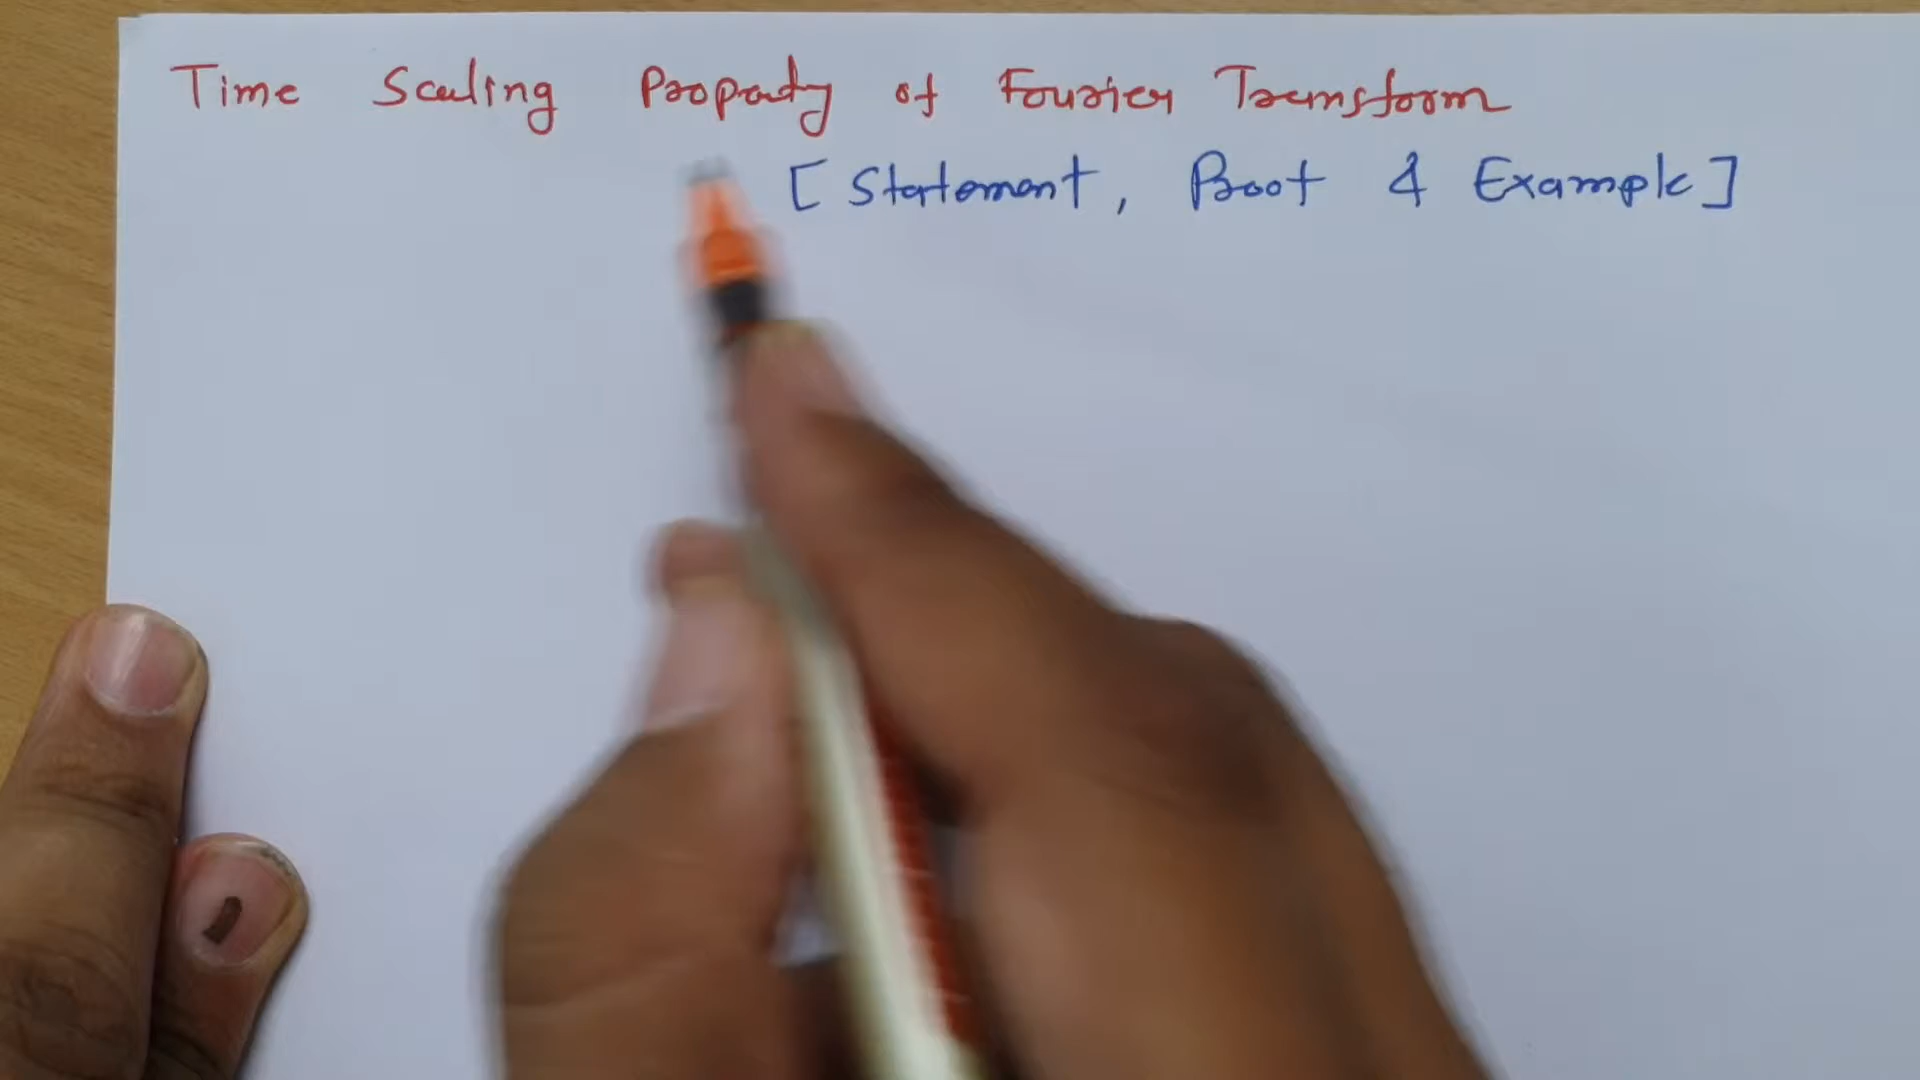 Time Scaling Property of Fourier Transform
[Statement, Proof & Example]